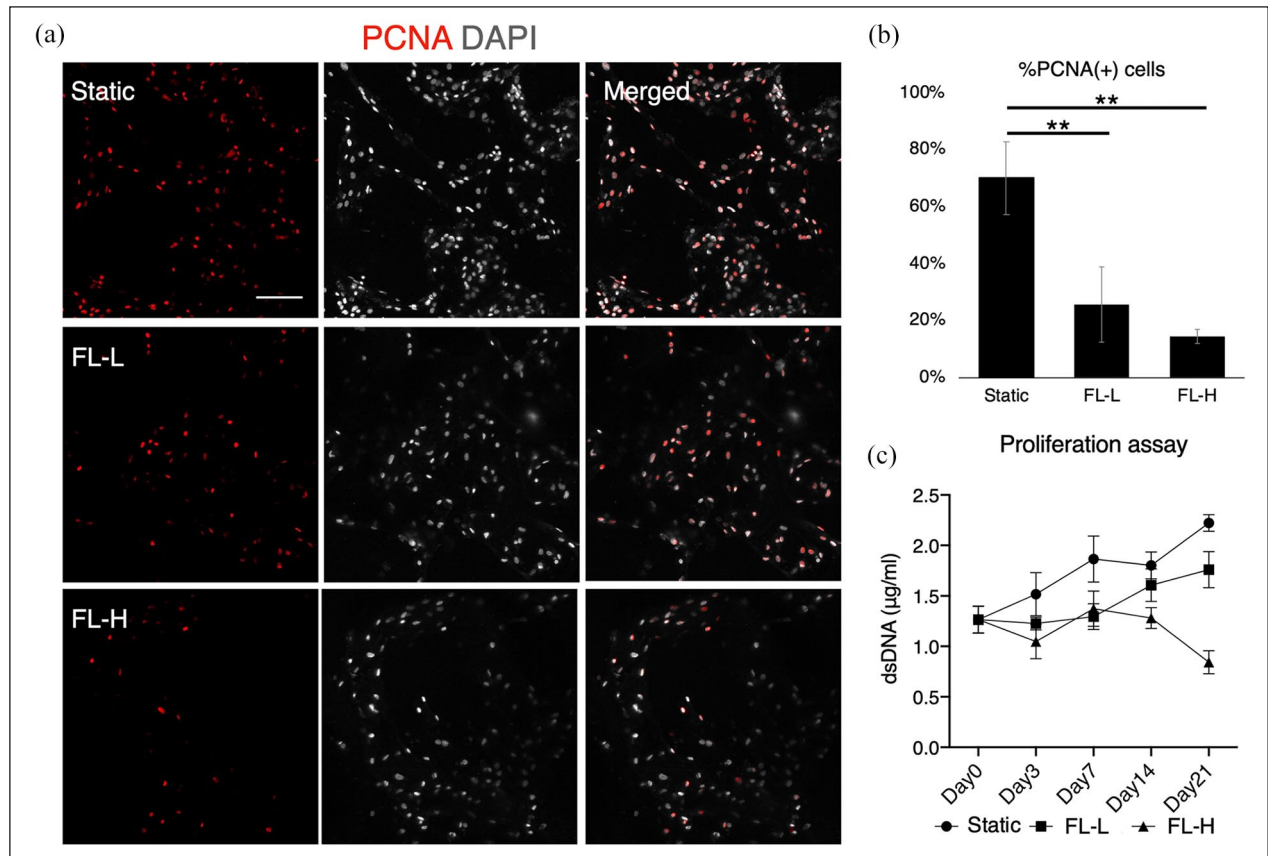 (a)
PCNA DAPI
Static
Merged
FL-L
FL-H
(b)
%PCNA(+) cells
100%
80%
60%
40%
20%
0%
**
**
Static FL-L FL-H
(c)
Proliferation assay
dsDNA (µg/ml)
2.5
2.0
1.5
1.0
0.5
0.0
Day0 Day3 Day7 Day14 Day21
Static FL-L FL-H